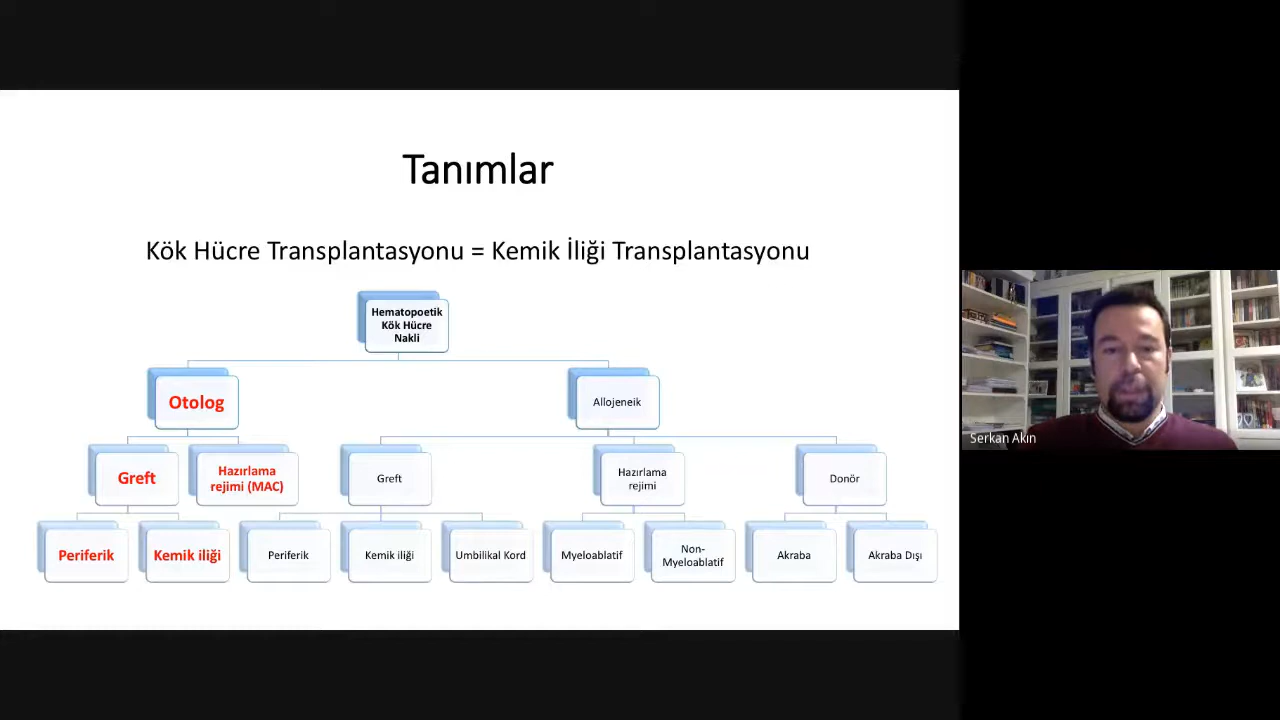 Tanımlar
Kök Hücre Transplantasyonu = Kemik İliği Transplantasyonu
Hematopoetik
Kök Hücre
Nakli
Otolog
Allojeneik
Greft
Hazırlama
rejimi (MAC)
Greft
Hazırlama
rejimi
Donör
Periferik
Kemik iliği
Periferik
Kemik iliği
Umbilikal Kord
Myeloablatif
Non-
Myeloablatif
Akraba
Akraba Dışı
Serkan Akın